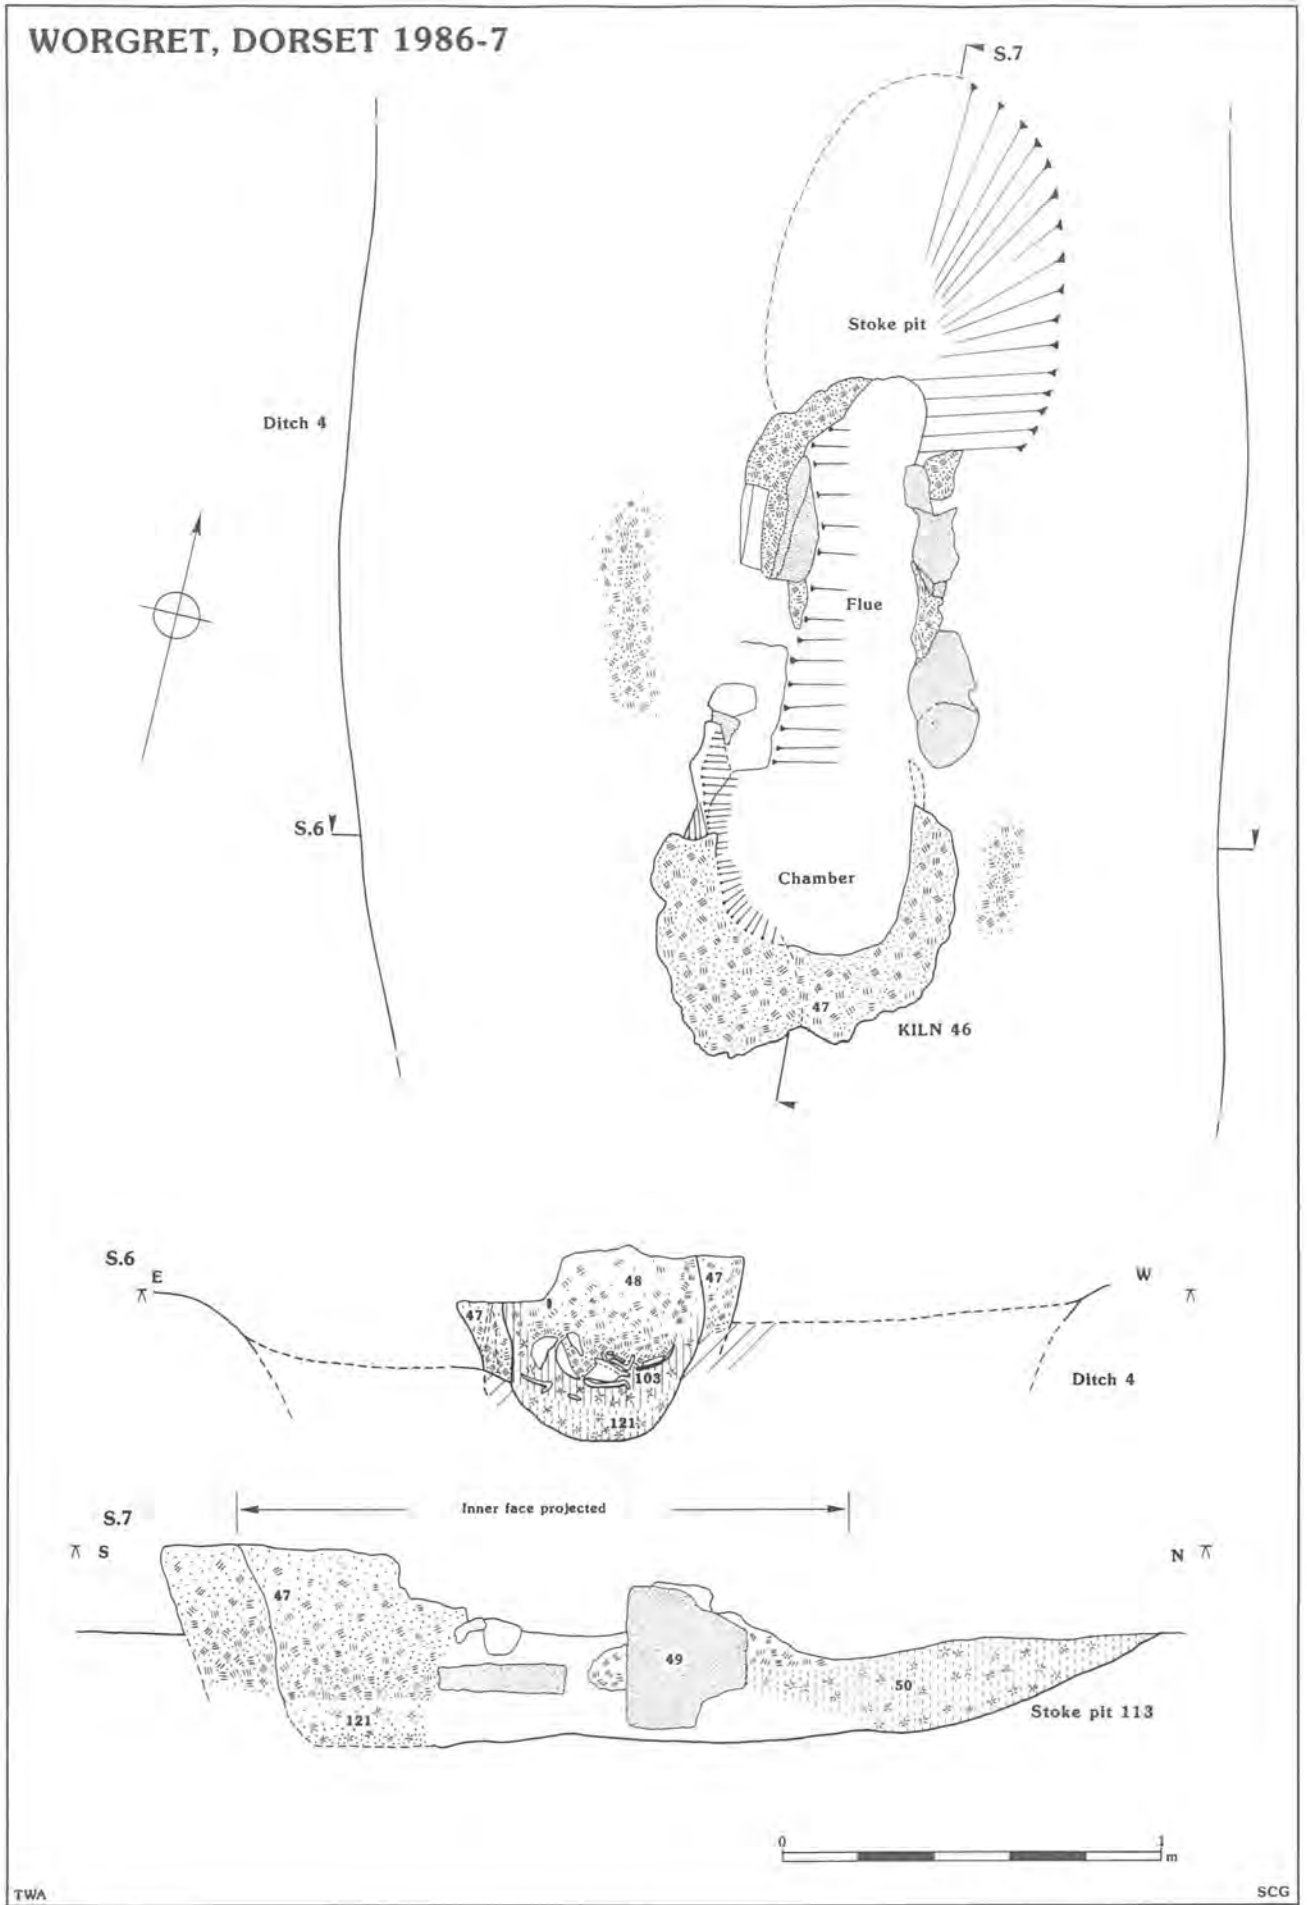 WORGRET, DORSET 1986-7
S.7
Stoke pit
Ditch 4
Flue
S.6
Chamber
47
KILN 46
S.6
E
W
48
47
47
103
Ditch 4
121
Inner face projected
S.7
S
N
47
49
50
121
Stoke pit 113
0
1
m
TWA
SCG